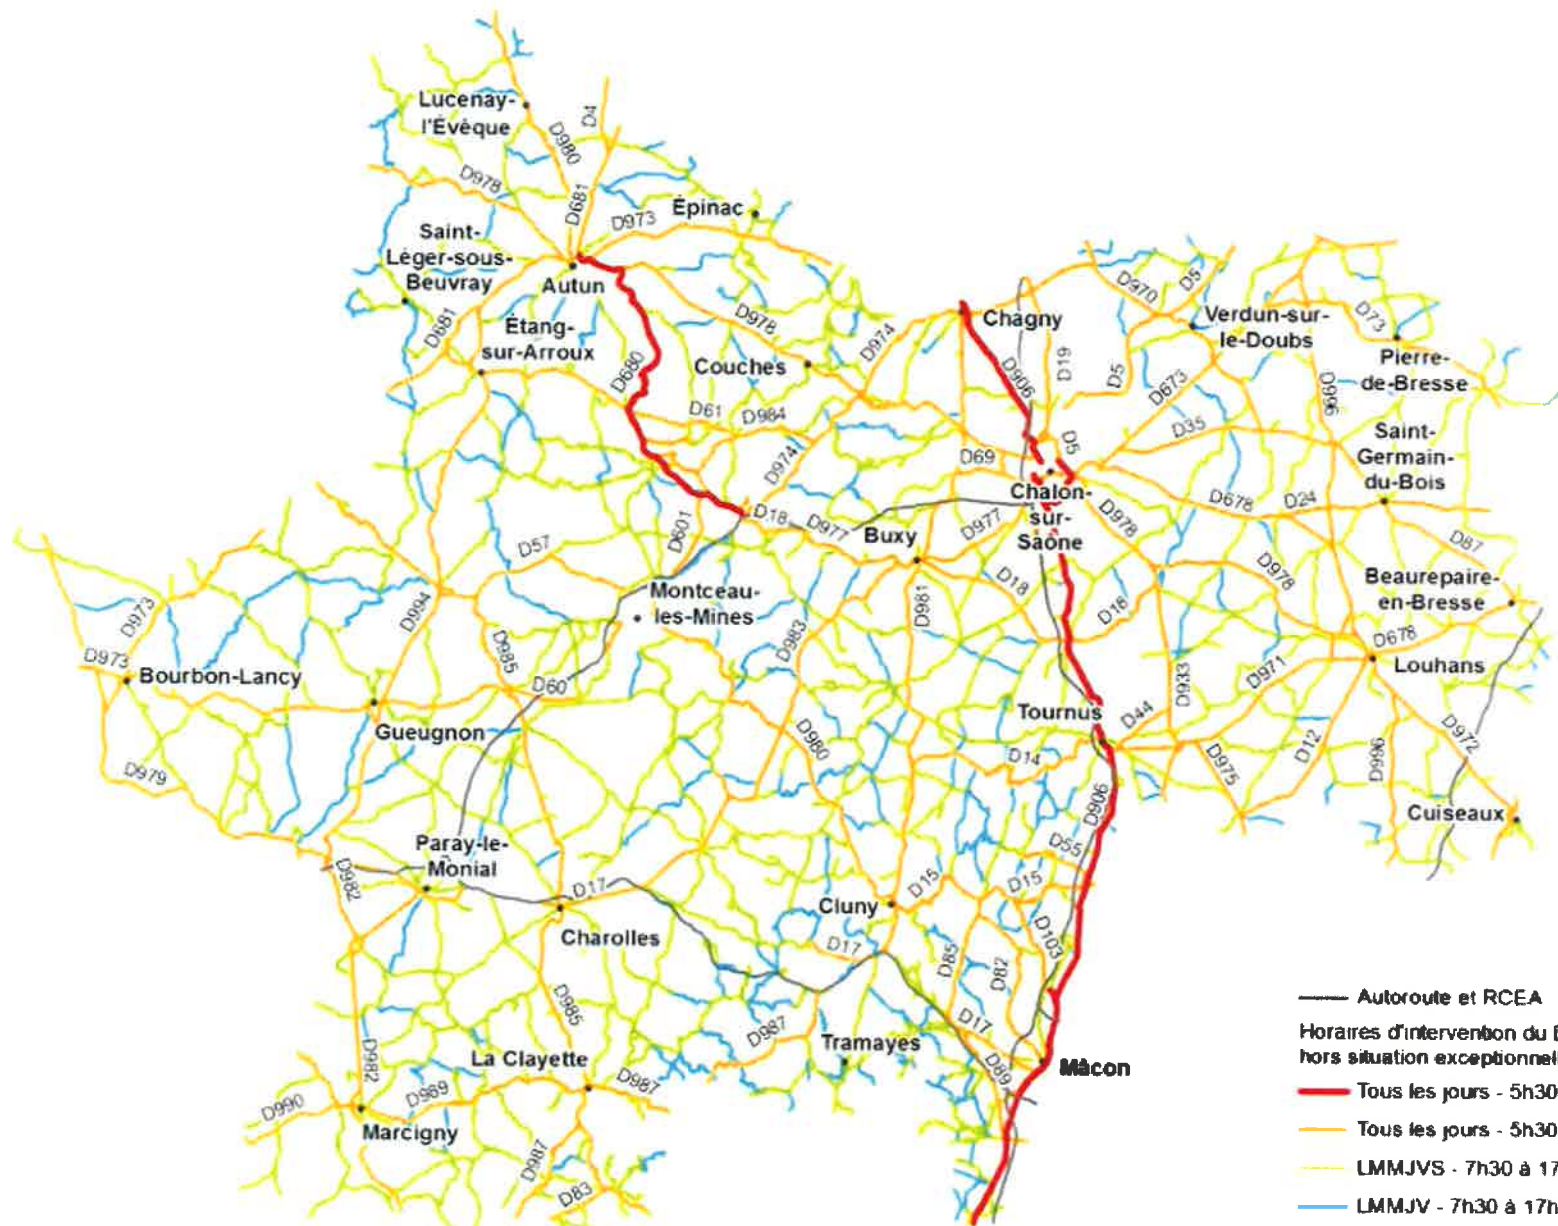 Lucenay-
l'Évêque
D980
D4
D978
D681
D973
Épinac
Saint-
Léger-sous-
Beuvray
Autun
D681
Étang-
sur-Arroux
D680
D978
Couches
D974
Chagny
D906
D19
D970
D5
Verdun-sur-
le-Doubs
D73
Pierre-
de-Bresse
D5
D673
D996
D61
D984
D974
D69
D5
D35
Saint-
Germain-
du-Bois
Chalon-
sur-
Saône
D678
D24
D978
D87
D18
D977
Buxy
D977
D601
D57
D994
Montceau-
les-Mines
D983
D981
D18
D18
D978
Beaurepaire-
en-Bresse
D678
Louhans
D973
D973
Bourbon-Lancy
D985
D60
Gueugnon
D979
D980
Tournus
D44
D933
D971
D14
D975
D12
D996
D972
Cuiseaux
D906
D55
Paray-le-
Monial
D982
D17
Charolles
Cluny
D15
D15
D103
D17
D85
D82
D985
D987
Tramayes
D17
D89
Mâcon
D982
La Clayette
D987
D989
D990
Marcigny
D987
D83
Autoroute et RCEA
Horaires d'intervention du
hors situation exceptionnel
Tous les jours - 5h30
Tous les jours - 5h30
LMMJVS - 7h30 à 17
LMMJV - 7h30 à 17h